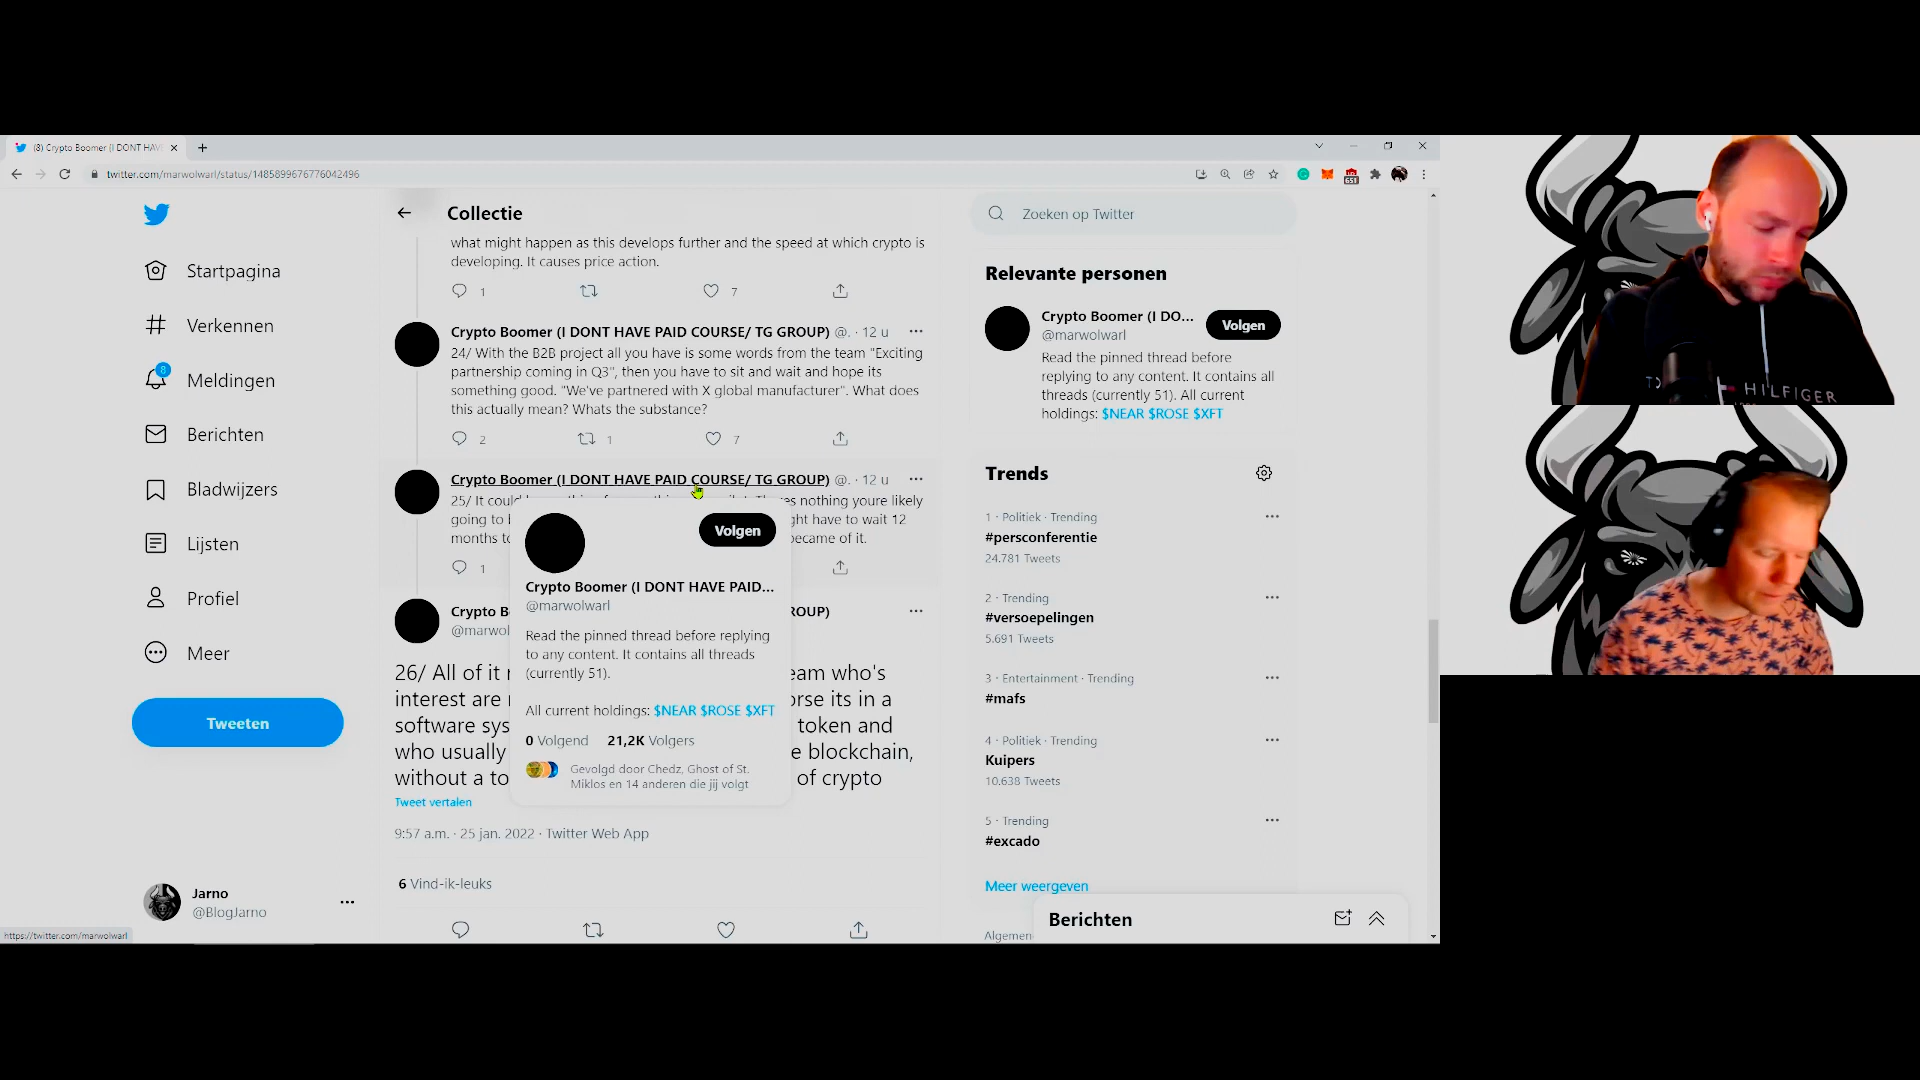 (8) Crypto Boomer (I DONT HAV
twitter.com/marwolwarl/status/1485899676776042496
Startpagina
Verkennen
8
Meldingen
Berichten
Bladwijzers
Lijsten
Profiel
Meer
Tweeten
Jarno
@BlogJarno
https://twitter.com/marwolwarl
Collectie
what might happen as this develops further and the speed at which crypto is
developing. It causes price action.
1 7
Crypto Boomer (I DONT HAVE PAID COURSE/ TG GROUP) @. · 12 u
24/ With the B2B project all you have is some words from the team "Exciting
partnership coming in Q3", then you have to sit and wait and hope its
something good. "We've partnered with X global manufacturer". What does
this actually mean? Whats the substance?
2 1 7
Crypto Boomer (I DONT HAVE PAID COURSE/ TG GROUP) @. · 12 u
25/ It could nothing youre likely
going to have to wait 12
months to became of it.
1
Volgen
Crypto Boomer (I DONT HAVE PAID...
@marwolwarl
Read the pinned thread before replying
to any content. It contains all threads
(currently 51).
All current holdings: $NEAR $ROSE $XFT
0 Volgend 21,2K Volgers
Gevolgd door Chedz, Ghost of St.
Miklos en 14 anderen die jij volgt
Crypto B ROUP)
@marwol
26/ All of it eam who's
interest are orse its in a
software sys token and
who usually e blockchain,
without a to of crypto
Tweet vertalen
9:57 a.m. · 25 jan. 2022 · Twitter Web App
6 Vind-ik-leuks
Zoeken op Twitter
Relevante personen
Crypto Boomer (I DO...
@marwolwarl
Volgen
Read the pinned thread before
replying to any content. It contains all
threads (currently 51). All current
holdings: $NEAR $ROSE $XFT
Trends
1 · Politiek · Trending
#persconferentie
24.781 Tweets
2 · Trending
#versoepelingen
5.691 Tweets
3 · Entertainment · Trending
#mafs
4 · Politiek · Trending
Kuipers
10.638 Tweets
5 · Trending
#excado
Meer weergeven
Algemen
Berichten
HILFIGER